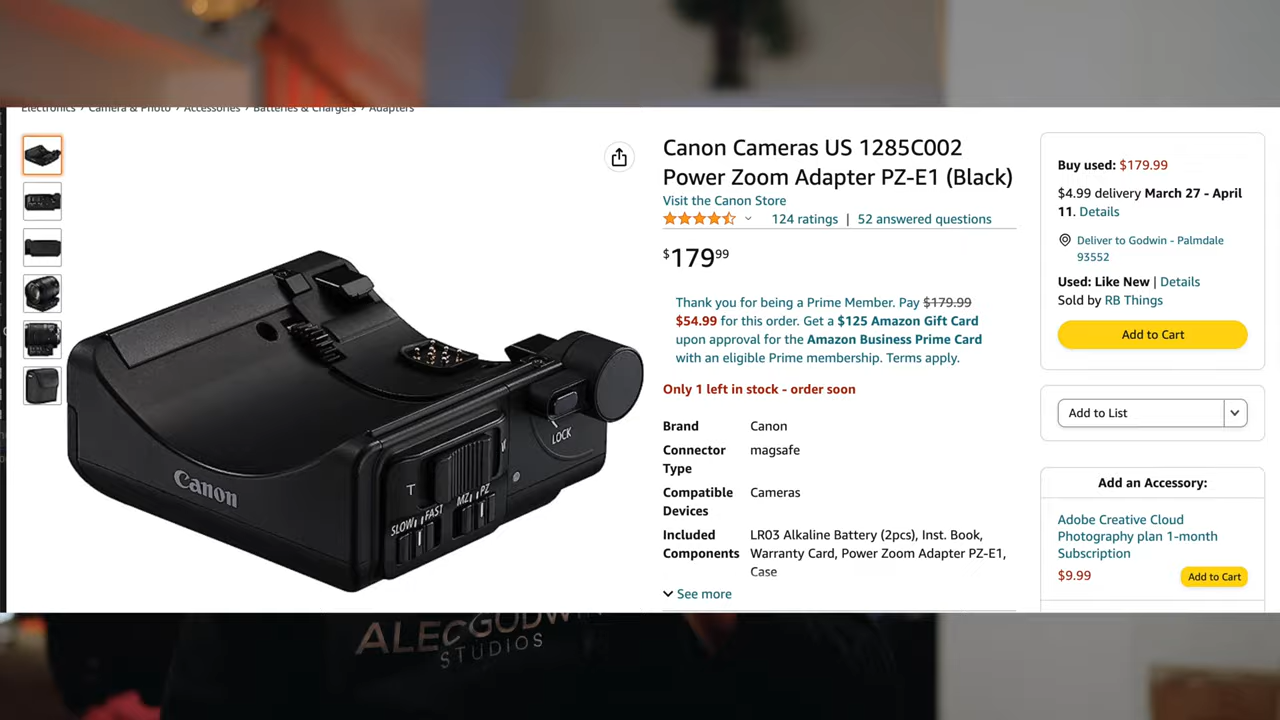 Electronics › Camera & Photo › Accessories › Batteries & Chargers › Adapters
Canon Cameras US 1285C002
Power Zoom Adapter PZ-E1 (Black)
Visit the Canon Store
124 ratings | 52 answered questions
$179.99
Thank you for being a Prime Member. Pay $179.99
$54.99 for this order. Get a $125 Amazon Gift Card
upon approval for the Amazon Business Prime Card
with an eligible Prime membership. Terms apply.
Only 1 left in stock - order soon
Brand Canon
Connector magsafe
Type
Compatible Cameras
Devices
Included LR03 Alkaline Battery (2pcs), Inst. Book,
Components Warranty Card, Power Zoom Adapter PZ-E1,
Case
See more
Buy used: $179.99
$4.99 delivery March 27 - April
11. Details
Deliver to Godwin - Palmdale
93552
Used: Like New | Details
Sold by RB Things
Add to Cart
Add to List
Add an Accessory:
Adobe Creative Cloud
Photography plan 1-month
Subscription
$9.99 Add to Cart
Canon
LOCK
T
SLOW FAST MZ PZ
ALEC GODWIN
STUDIOS